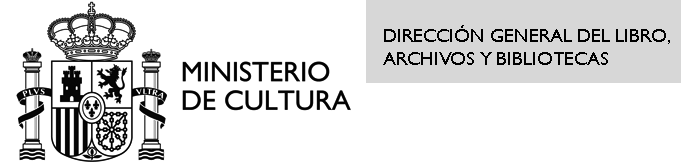 PLVS
VLTRA
MINISTERIO
DE CULTURA
DIRECCIÓN GENERAL DEL LIBRO,
ARCHIVOS Y BIBLIOTECAS